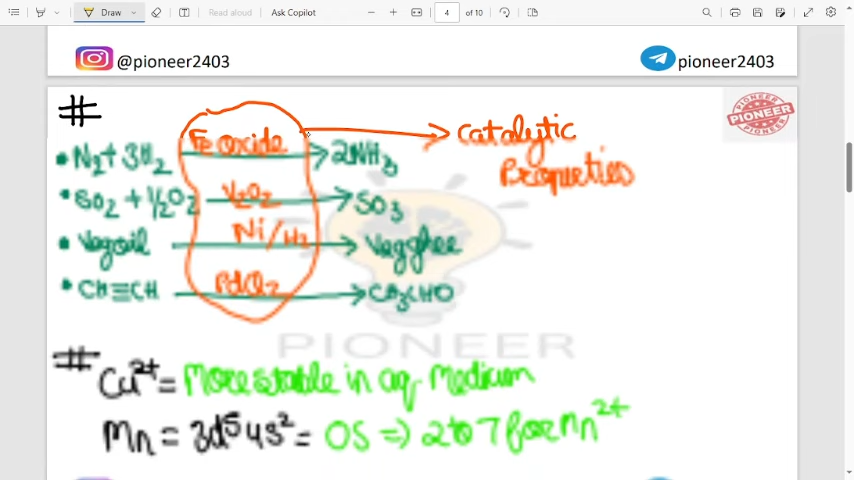 Draw
Read aloud
Ask Copilot
4
of 10
@pioneer2403
pioneer2403
PIONEER
#
• N2 + 3H2 Fe oxide → 2NH3
Catalytic
Properties
• SO2 + ½O2 V2O2 → SO3
• Veg oil Ni/H2 → Veg ghee
• CH≡CH PdCl2 → CH3CHO
PIONEER
# Cu2+ = More stable in aq medium
Mn = 3d5 4s2 = OS ⇒ 2 to 7 for Mn2+